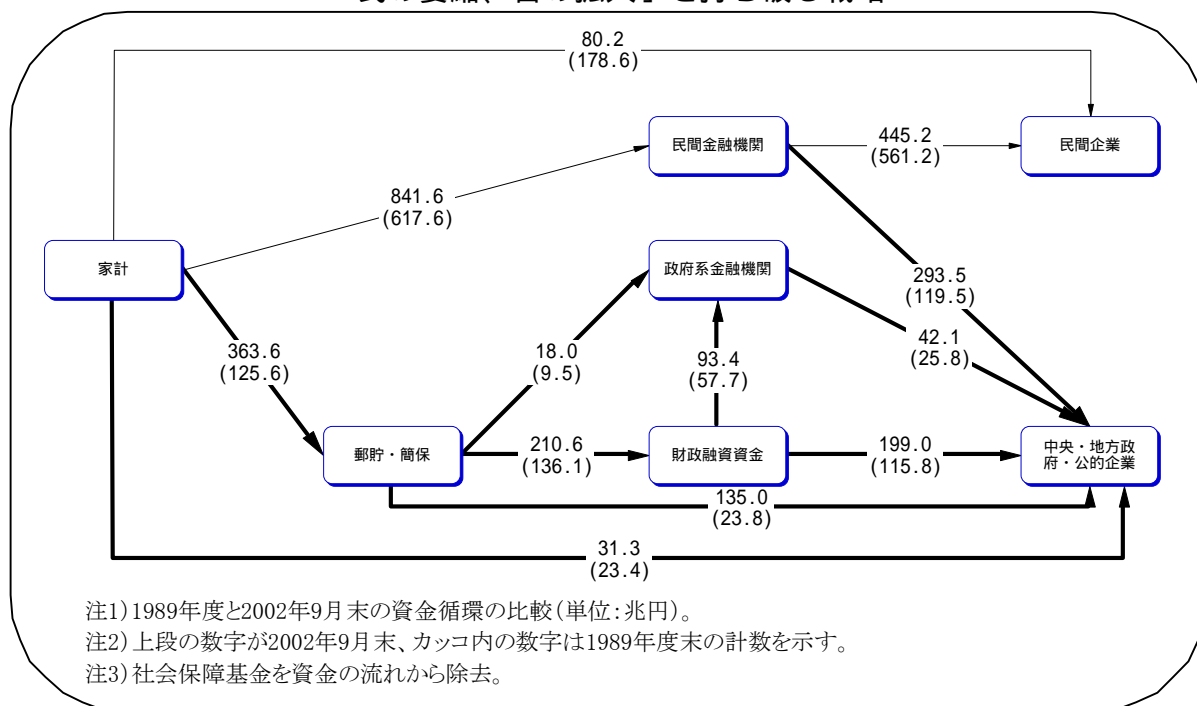 80.2
(178.6)
民間金融機関
445.2
(561.2)
民間企業
841.6
(617.6)
家計
政府系金融機関
293.5
(119.5)
363.6
(125.6)
18.0
(9.5)
93.4
(57.7)
42.1
(25.8)
郵貯・簡保
210.6
(136.1)
財政融資資金
199.0
(115.8)
中央・地方政
府・公的企業
135.0
(23.8)
31.3
(23.4)
注1)1989年度と2002年9月末の資金循環の比較(単位:兆円)。
注2)上段の数字が2002年9月末、カッコ内の数字は1989年度末の計数を示す。
注3)社会保障基金を資金の流れから除去。